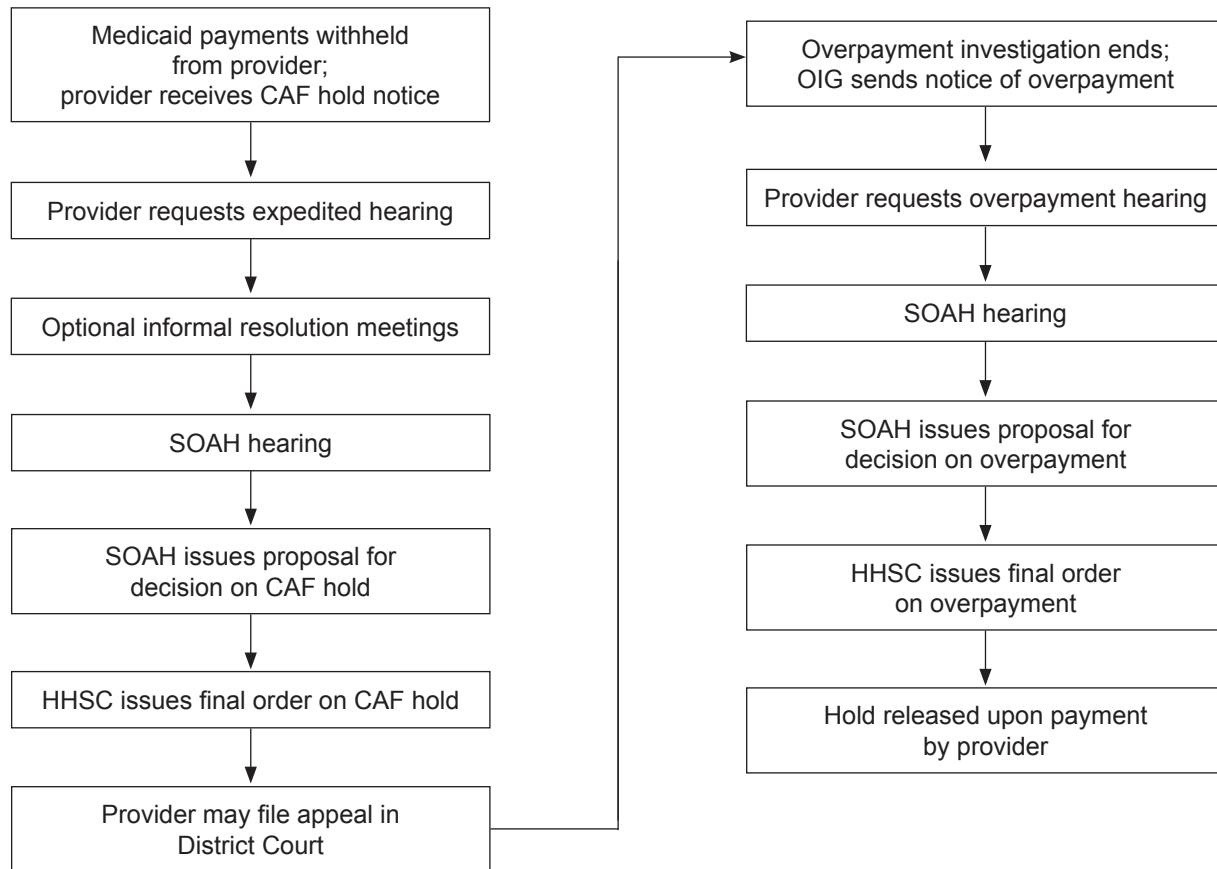 Medicaid payments withheld
from provider;
provider receives CAF hold notice
Provider requests expedited hearing
Optional informal resolution meetings
SOAH hearing
SOAH issues proposal for
decision on CAF hold
HHSC issues final order on CAF hold
Provider may file appeal in
District Court
Overpayment investigation ends;
OIG sends notice of overpayment
Provider requests overpayment hearing
SOAH hearing
SOAH issues proposal for
decision on overpayment
HHSC issues final order
on overpayment
Hold released upon payment
by provider